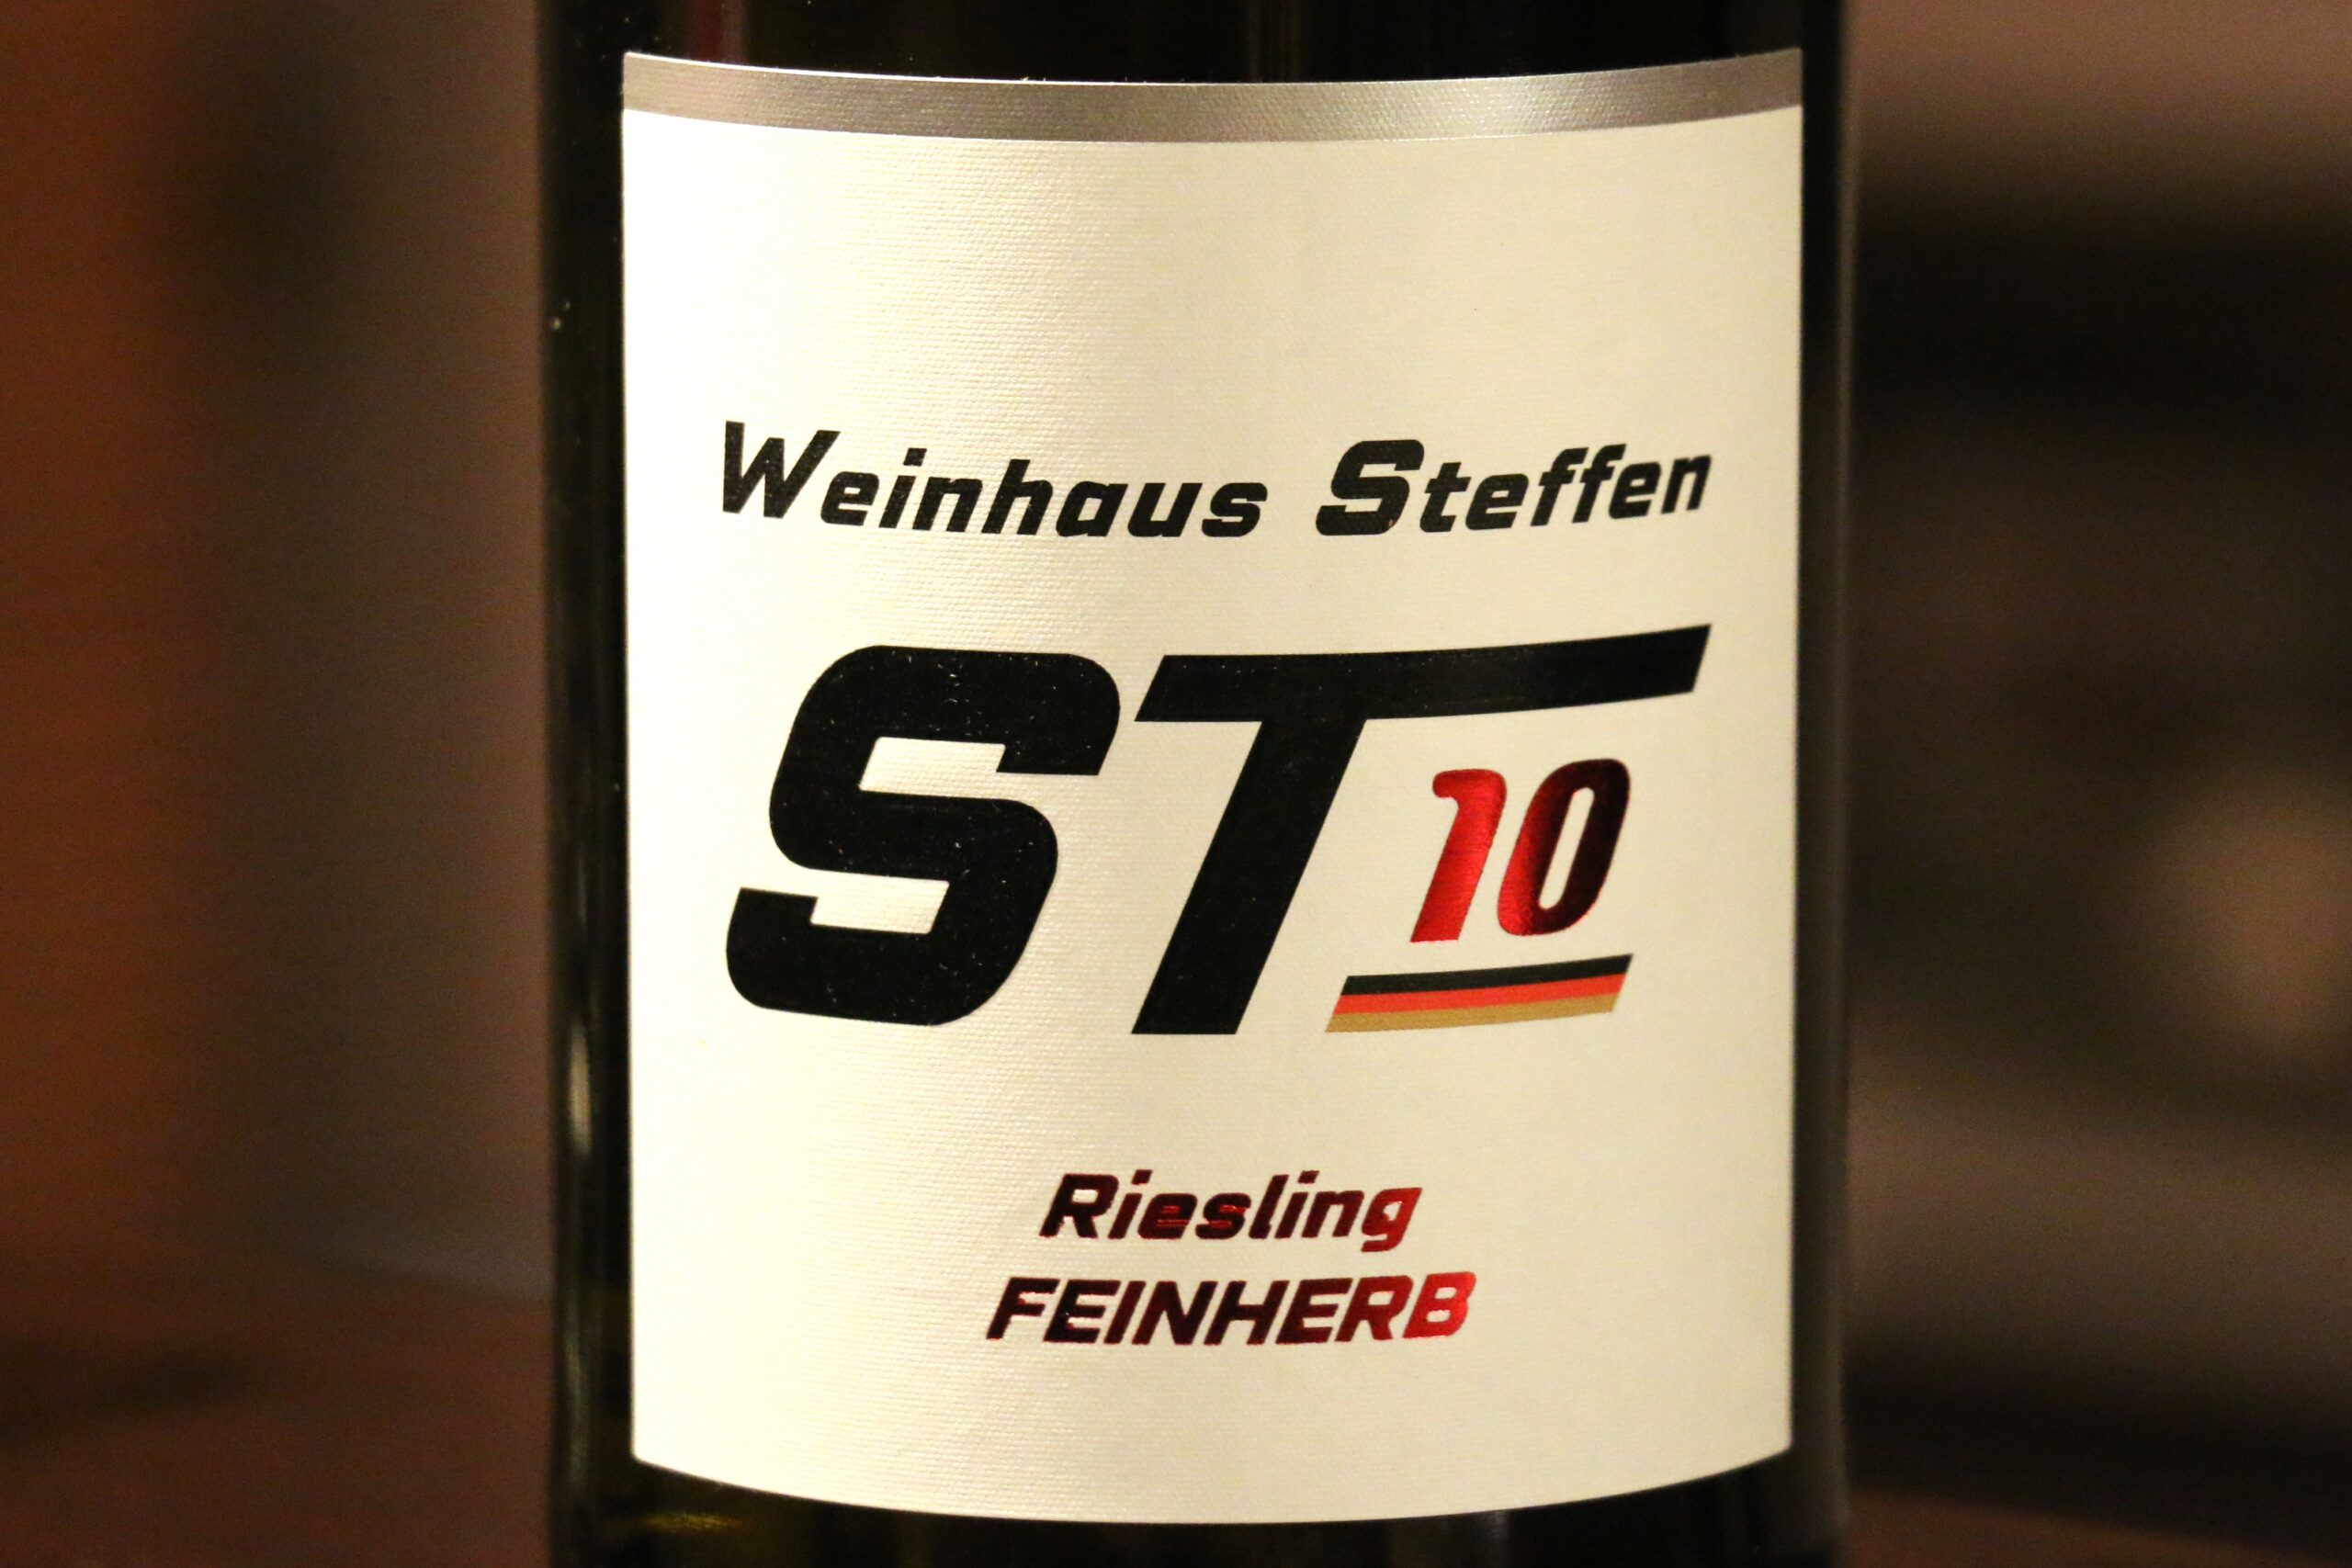 Weinhaus Steffen
ST 10
Riesling
FEINHERB